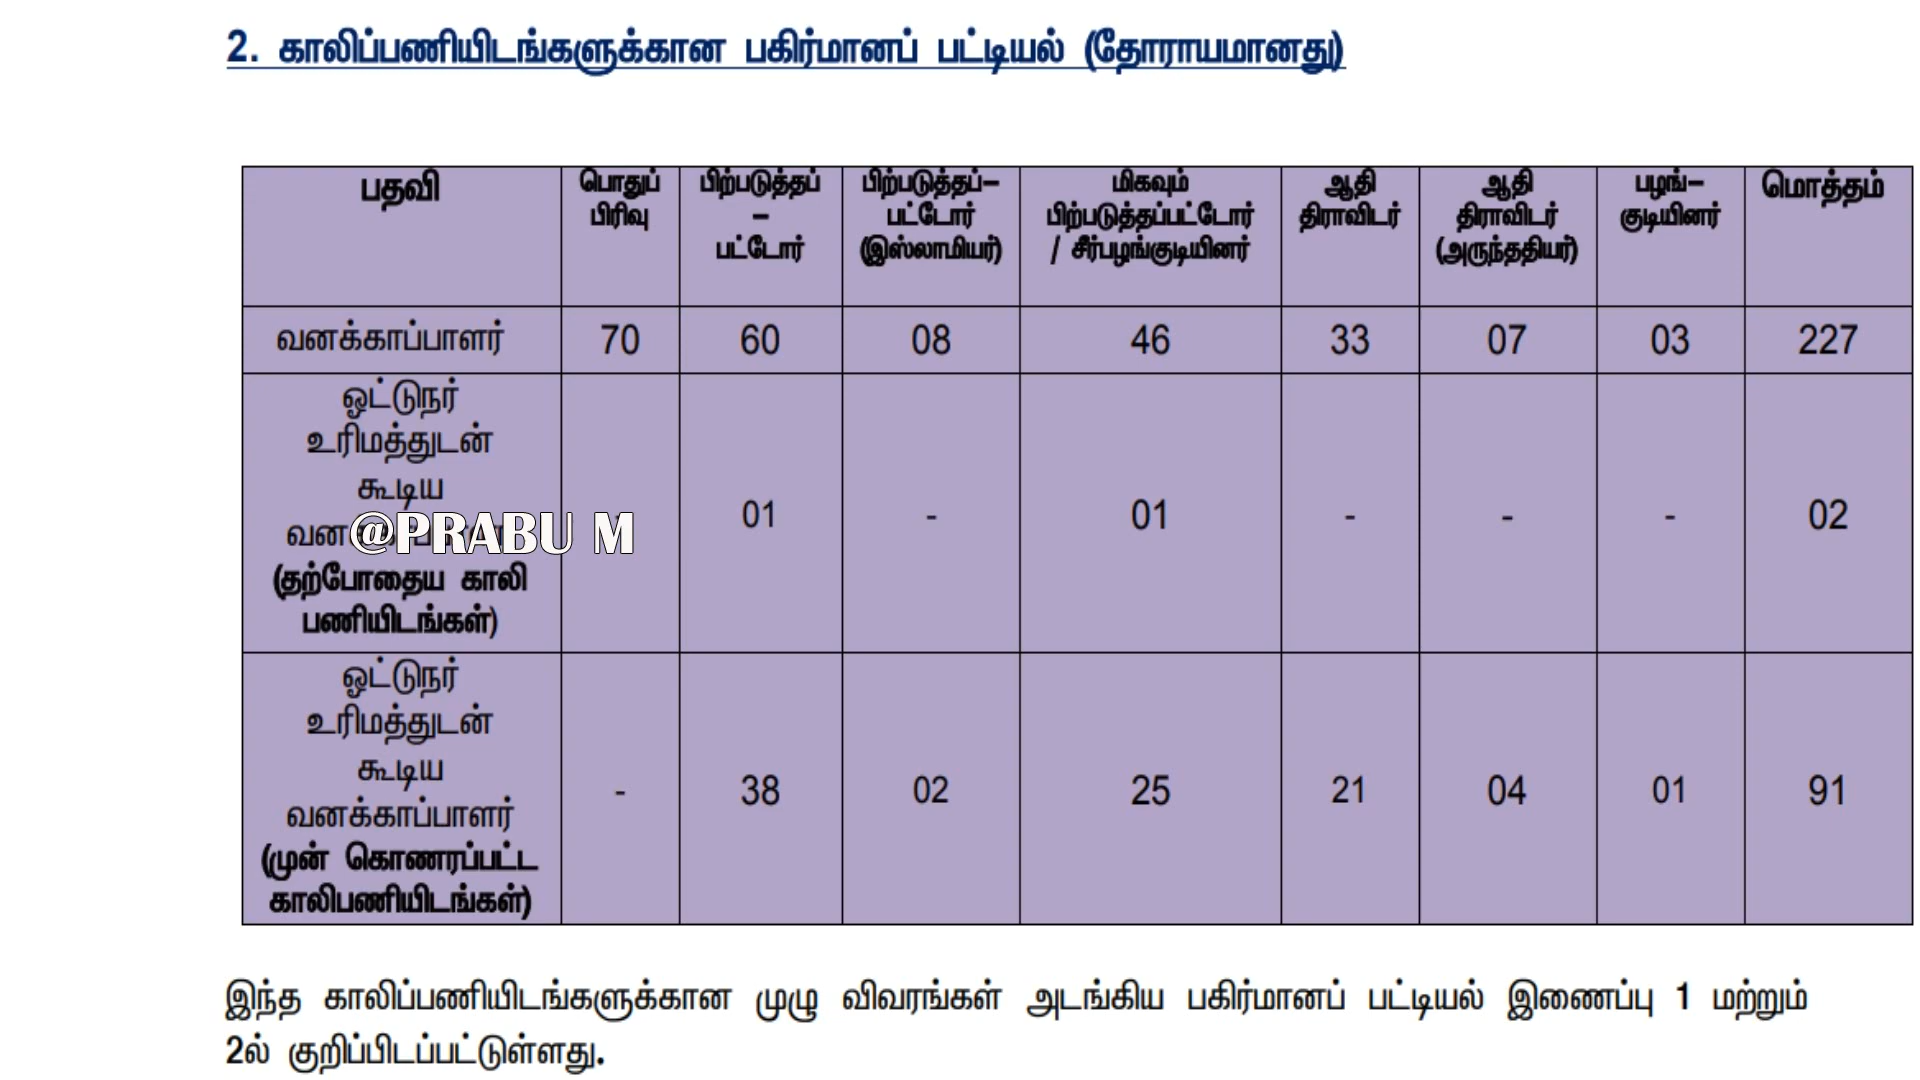 2. காலிப்பணியிடங்களுக்கான பகிர்மானப் பட்டியல் (தோராயமானது)
பதவி
பொதுப் பிரிவு
பிற்படுத்தப் – பட்டோர்
பிற்படுத்தப்– பட்டோர் (இஸ்லாமியர்)
மிகவும் பிற்படுத்தப்பட்டோர் / சீர்பழங்குடியினர்
ஆதி திராவிடர்
ஆதி திராவிடர் (அருந்ததியர்)
பழங்– குடியினர்
மொத்தம்
வனக்காப்பாளர் 70 60 08 46 33 07 03 227
ஓட்டுநர்
உரிமத்துடன்
கூடிய
@PRABU M
(தற்போதைய காலி
பணியிடங்கள்)
01 - 01 - - - 02
ஓட்டுநர்
உரிமத்துடன்
கூடிய
வனக்காப்பாளர்
(முன் கொணரப்பட்ட
காலிபணியிடங்கள்)
- 38 02 25 21 04 01 91
இந்த காலிப்பணியிடங்களுக்கான முழு விவரங்கள் அடங்கிய பகிர்மானப் பட்டியல் இணைப்பு 1 மற்றும்
2ல் குறிப்பிடப்பட்டுள்ளது.